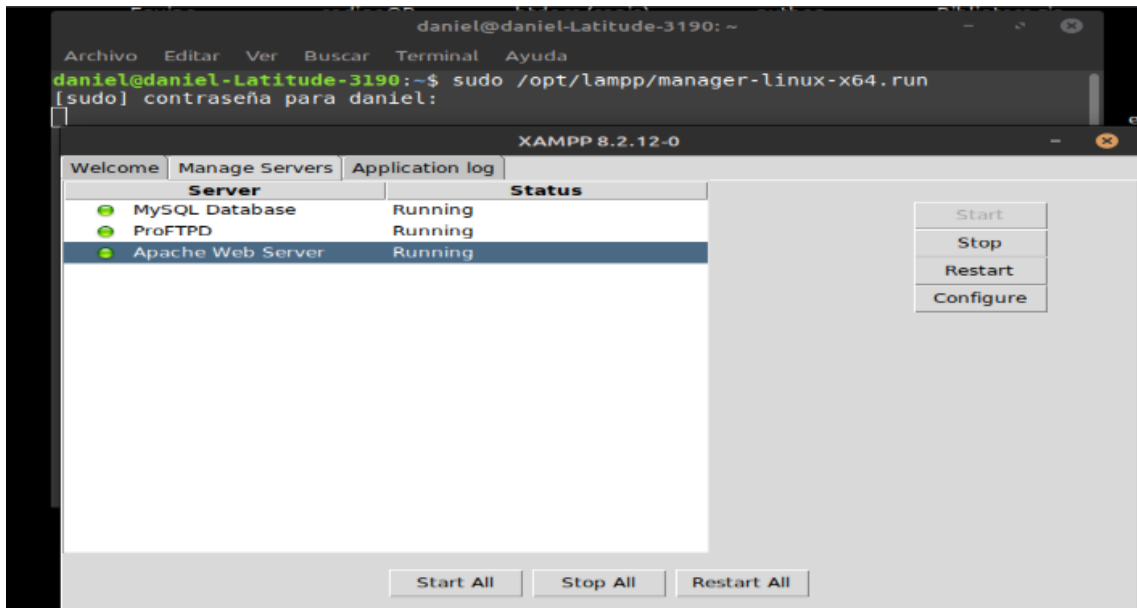 daniel@daniel-Latitude-3190: ~
Archivo Editar Ver Buscar Terminal Ayuda
daniel@daniel-Latitude-3190:~$ sudo /opt/lampp/manager-linux-x64.run
[sudo] contraseña para daniel:
XAMPP 8.2.12-0
Welcome Manage Servers Application log
Server Status
MySQL Database Running
ProFTPD Running
Apache Web Server Running
Start
Stop
Restart
Configure
Start All Stop All Restart All